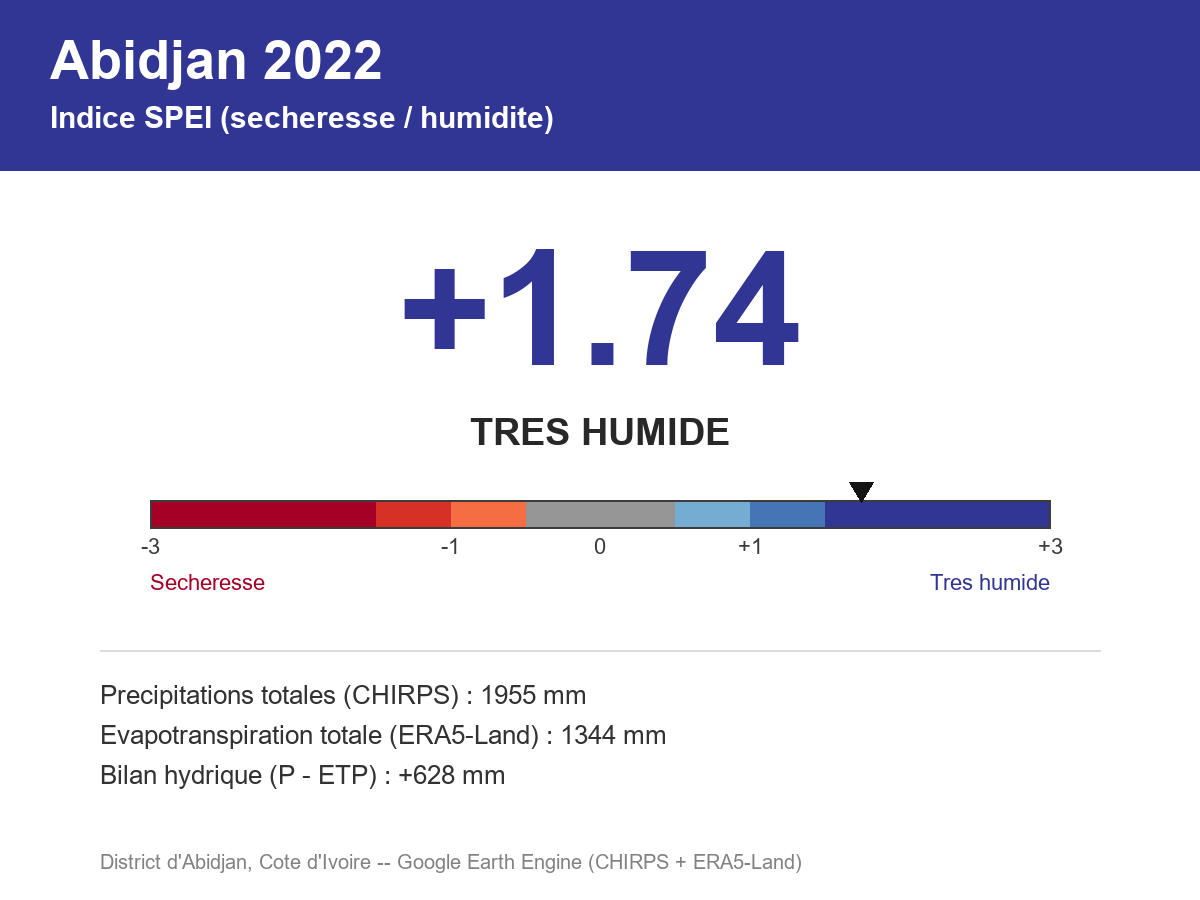 Abidjan 2022
Indice SPEI (secheresse / humidite)
+1.74
TRES HUMIDE
-3 -1 0 +1 +3
Secheresse Tres humide
Precipitations totales (CHIRPS) : 1955 mm
Evapotranspiration totale (ERA5-Land) : 1344 mm
Bilan hydrique (P - ETP) : +628 mm
District d'Abidjan, Cote d'Ivoire -- Google Earth Engine (CHIRPS + ERA5-Land)